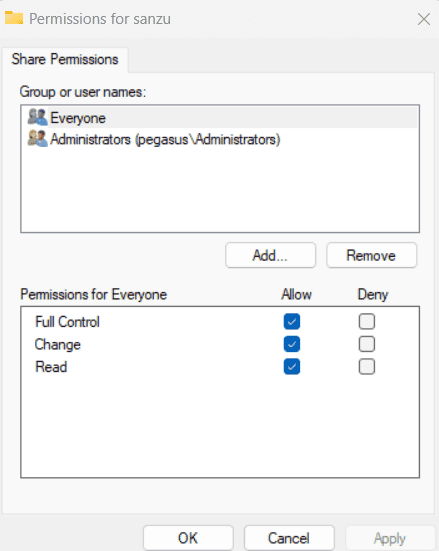 Permissions for sanzu
Share Permissions
Group or user names:
Everyone
Administrators (pegasus\Administrators)
Add... Remove
Permissions for Everyone Allow Deny
Full Control
Change
Read
OK Cancel Apply